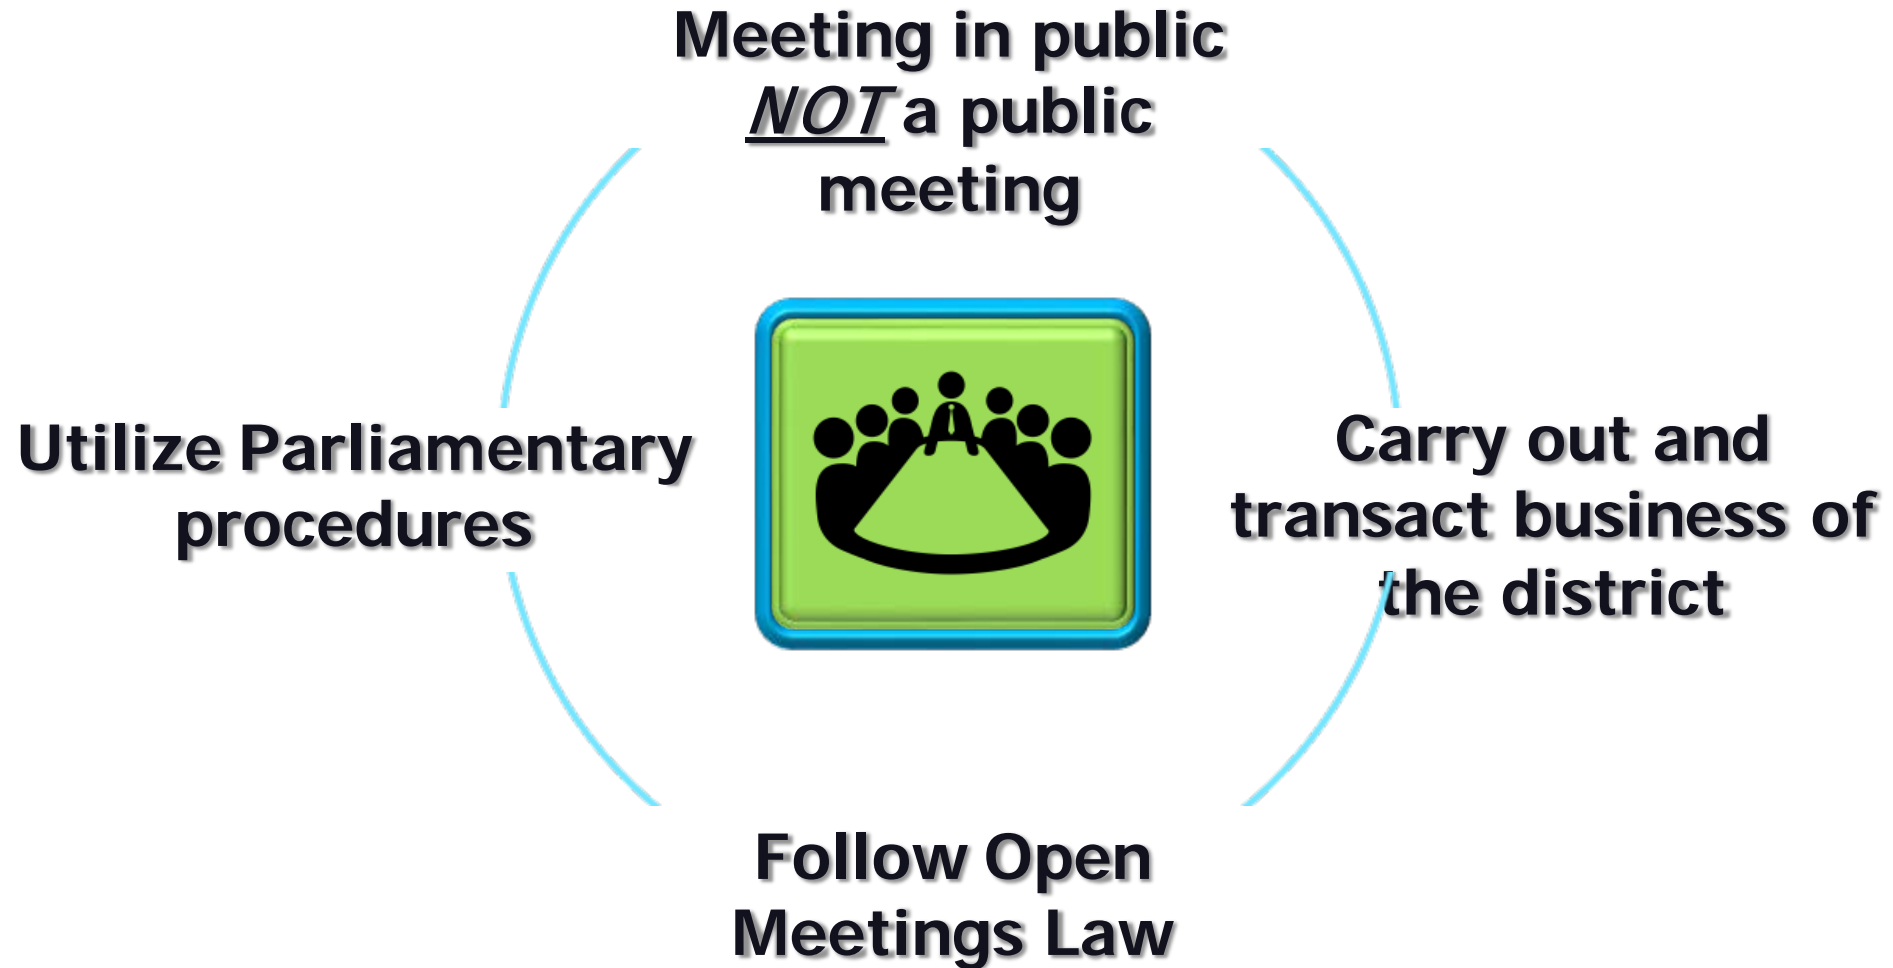 Meeting in public
NOT a public
meeting
Carry out and
transact business of
the district
Follow Open
Meetings Law
Utilize Parliamentary
procedures